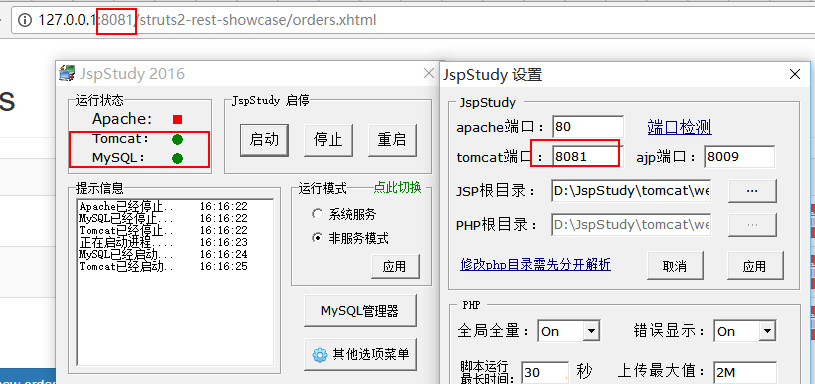 127.0.0.1:8081/struts2-rest-showcase/orders.xhtml
s
JspStudy 2016
运行状态
Apache:
Tomcat:
MySQL:
JspStudy 启停
启动
停止
重启
提示信息
Apache已经停止.. 16:16:22
MySQL已经停止... 16:16:22
Tomcat已经停止.. 16:16:22
正在启动进程.... 16:16:23
MySQL已经启动... 16:16:24
Tomcat已经启动.. 16:16:25
运行模式
点此切换
系统服务
非服务模式
应用
MySQL管理器
其他选项菜单
JspStudy 设置
JspStudy
apache端口: 80
端口检测
tomcat端口: 8081
ajp端口: 8009
JSP根目录: D:\JspStudy\tomcat\we
...
PHP根目录: D:\JspStudy\tomcat\we
...
修改php目录需先分开解析
取消
应用
PHP
全局全量: On
错误显示: On
脚本运行
最长时间: 30 秒
上传最大值: 2M